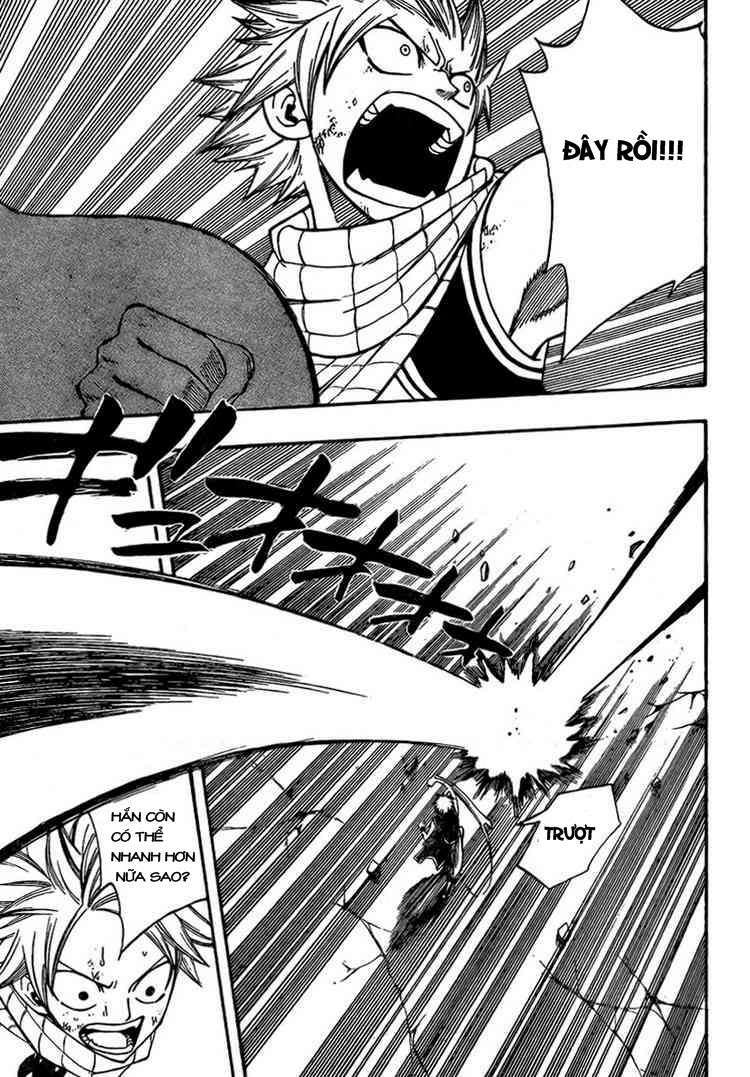 ĐÂY RỒI!!!
TRƯỢT
HẮN CÒN
CÓ THỂ
NHANH HƠN
NỮA SAO?